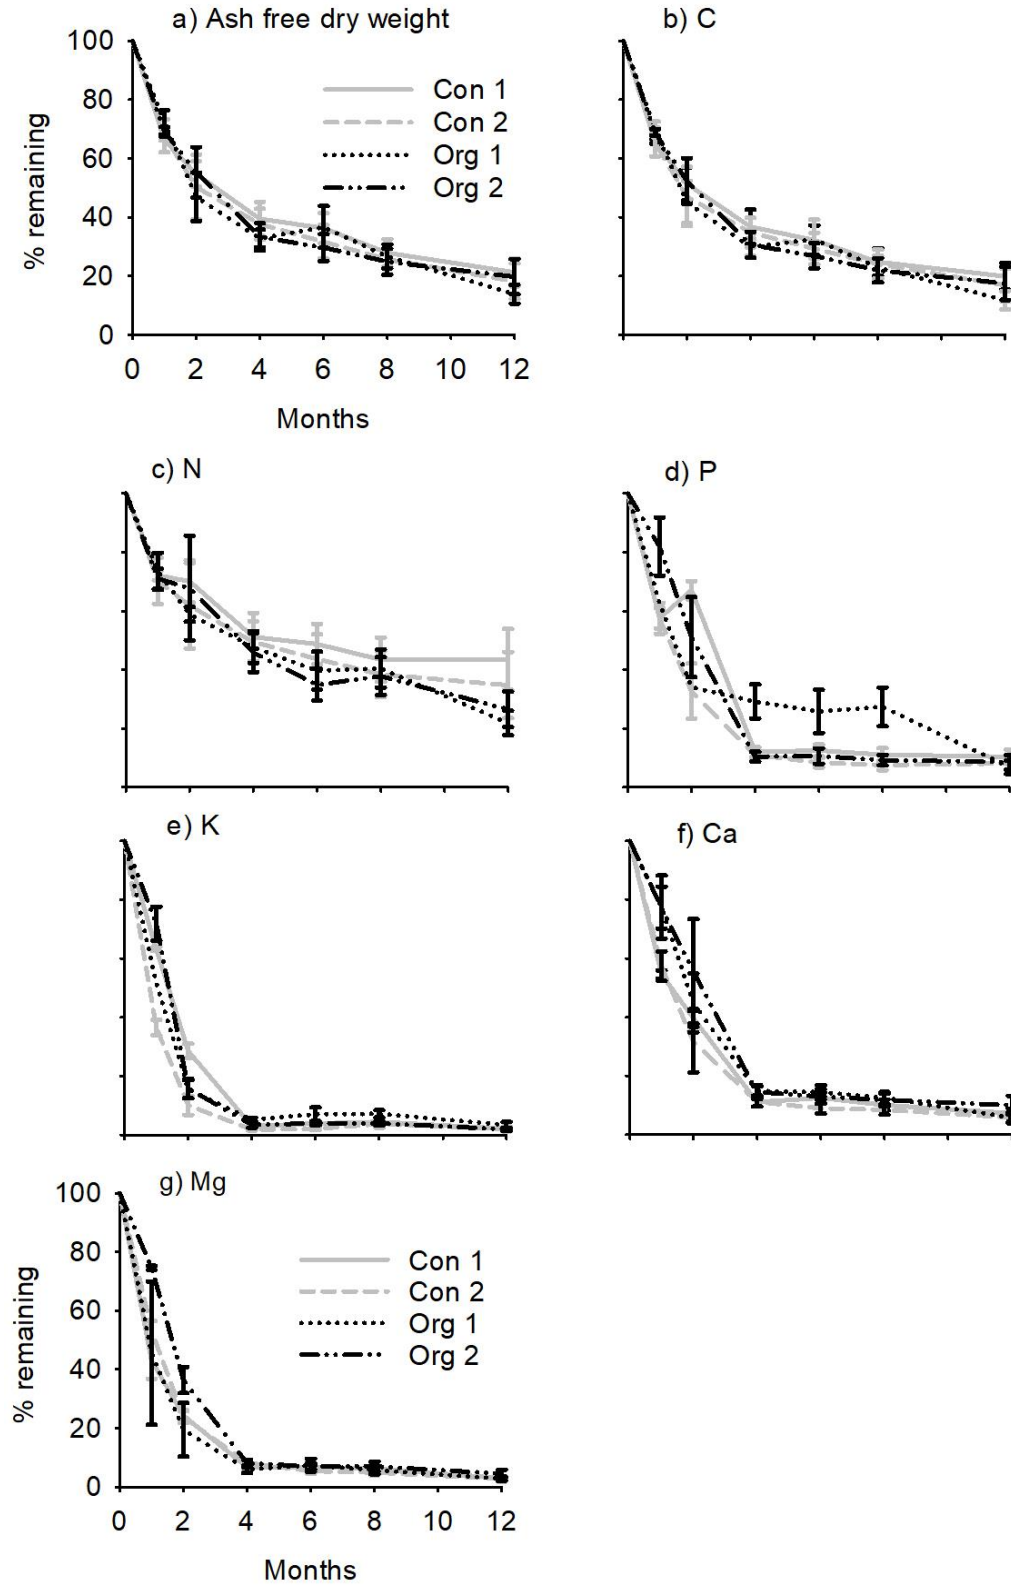 a) Ash free dry weight
b) C
100
80
60
40
20
0
% remaining
Con 1
Con 2
Org 1
Org 2
0 2 4 6 8 10 12
Months
c) N
d) P
e) K
f) Ca
g) Mg
100
80
60
40
20
0
% remaining
Con 1
Con 2
Org 1
Org 2
0 2 4 6 8 10 12
Months